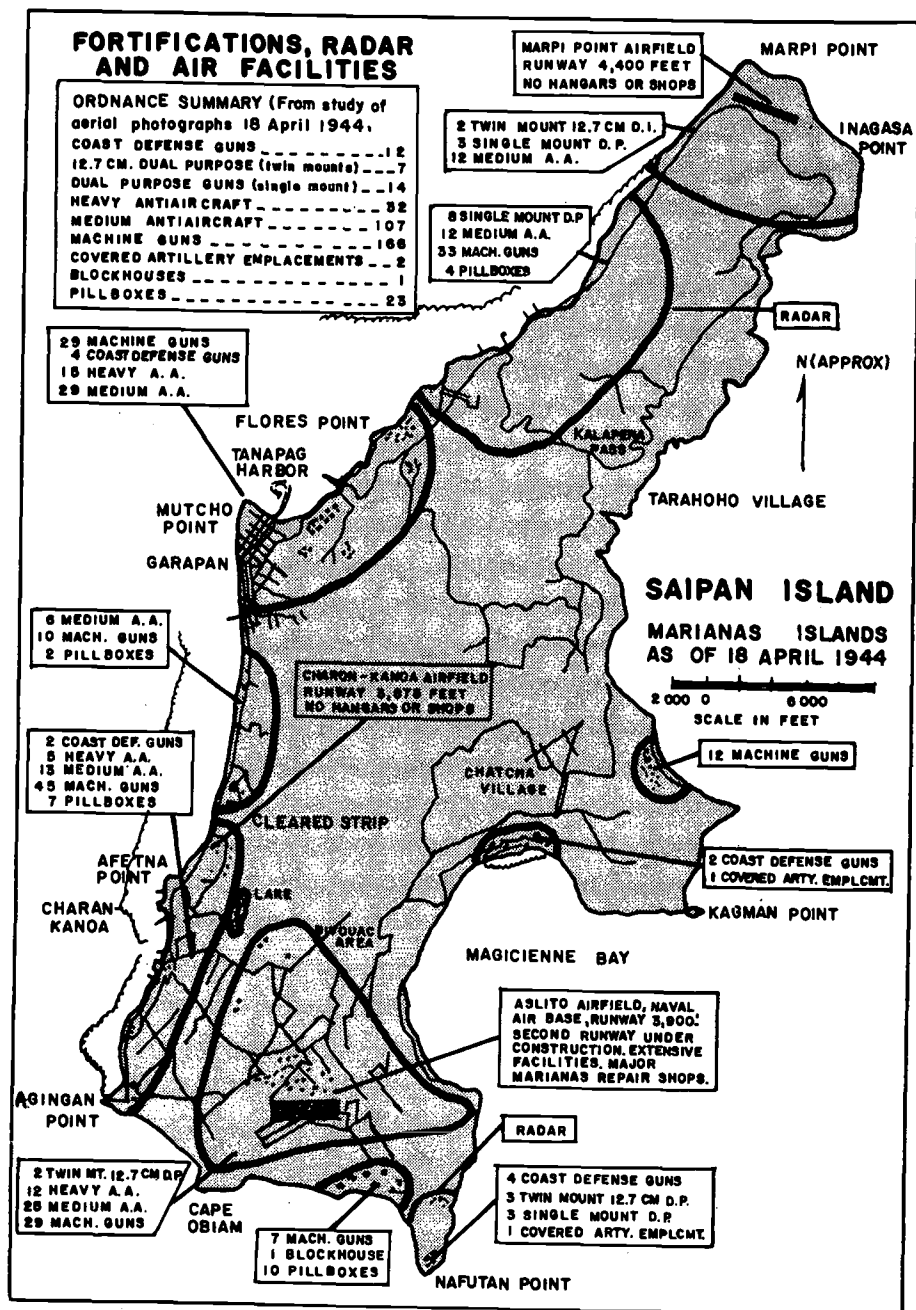 FORTIFICATIONS, RADAR
AND AIR FACILITIES
ORDNANCE SUMMARY (From study of
aerial photographs 18 April 1944.
COAST DEFENSE GUNS 12
12.7 CM. DUAL PURPOSE (twin mounts) 7
DUAL PURPOSE GUNS (single mount) 14
HEAVY ANTIAIRCRAFT 32
MEDIUM ANTIAIRCRAFT 107
MACHINE GUNS 166
COVERED ARTILLERY EMPLACEMENTS 2
BLOCKHOUSES 1
PILLBOXES 23
MARPI POINT AIRFIELD
RUNWAY 4,400 FEET
NO HANGARS OR SHOPS
MARPI POINT
INAGASA
POINT
2 TWIN MOUNT 12.7 CM D.I.
3 SINGLE MOUNT D.P.
12 MEDIUM A.A.
8 SINGLE MOUNT D.P
12 MEDIUM A.A.
33 MACH. GUNS
4 PILLBOXES
RADAR
N (APPROX)
29 MACHINE GUNS
4 COAST DEFENSE GUNS
15 HEAVY A.A.
29 MEDIUM A.A.
FLORES POINT
TANAPAG
HARBOR
MUTCHO
POINT
GARAPAN
KALAPERA
PASS
TARAHOHO VILLAGE
SAIPAN ISLAND
MARIANAS ISLANDS
AS OF 18 APRIL 1944
2 000 0 6 000
SCALE IN FEET
6 MEDIUM A.A.
10 MACH. GUNS
2 PILLBOXES
CHARON-KANOA AIRFIELD
RUNWAY 3,875 FEET
NO HANGARS OR SHOPS
2 COAST DEF. GUNS
5 HEAVY A.A.
13 MEDIUM A.A.
45 MACH. GUNS
7 PILLBOXES
12 MACHINE GUNS
CHATCHA
VILLAGE
CLEARED STRIP
AFETNA
POINT
CHARAN-
KANOA
LAKE
BIVOUAC
AREA
2 COAST DEFENSE GUNS
1 COVERED ARTY. EMPLCMT.
KAGMAN POINT
MAGICIENNE BAY
ASLITO AIRFIELD, NAVAL
AIR BASE, RUNWAY 3,900'.
SECOND RUNWAY UNDER
CONSTRUCTION. EXTENSIVE
FACILITIES. MAJOR
MARIANAS REPAIR SHOPS.
AGINGAN
POINT
RADAR
2 TWIN MT. 12.7 CM D.P.
12 HEAVY A.A.
25 MEDIUM A.A.
29 MACH. GUNS
CAPE
OBIAM
7 MACH. GUNS
1 BLOCKHOUSE
10 PILLBOXES
4 COAST DEFENSE GUNS
3 TWIN MOUNT 12.7 CM D.P.
3 SINGLE MOUNT D.P.
1 COVERED ARTY. EMPLCMT.
NAFUTAN POINT